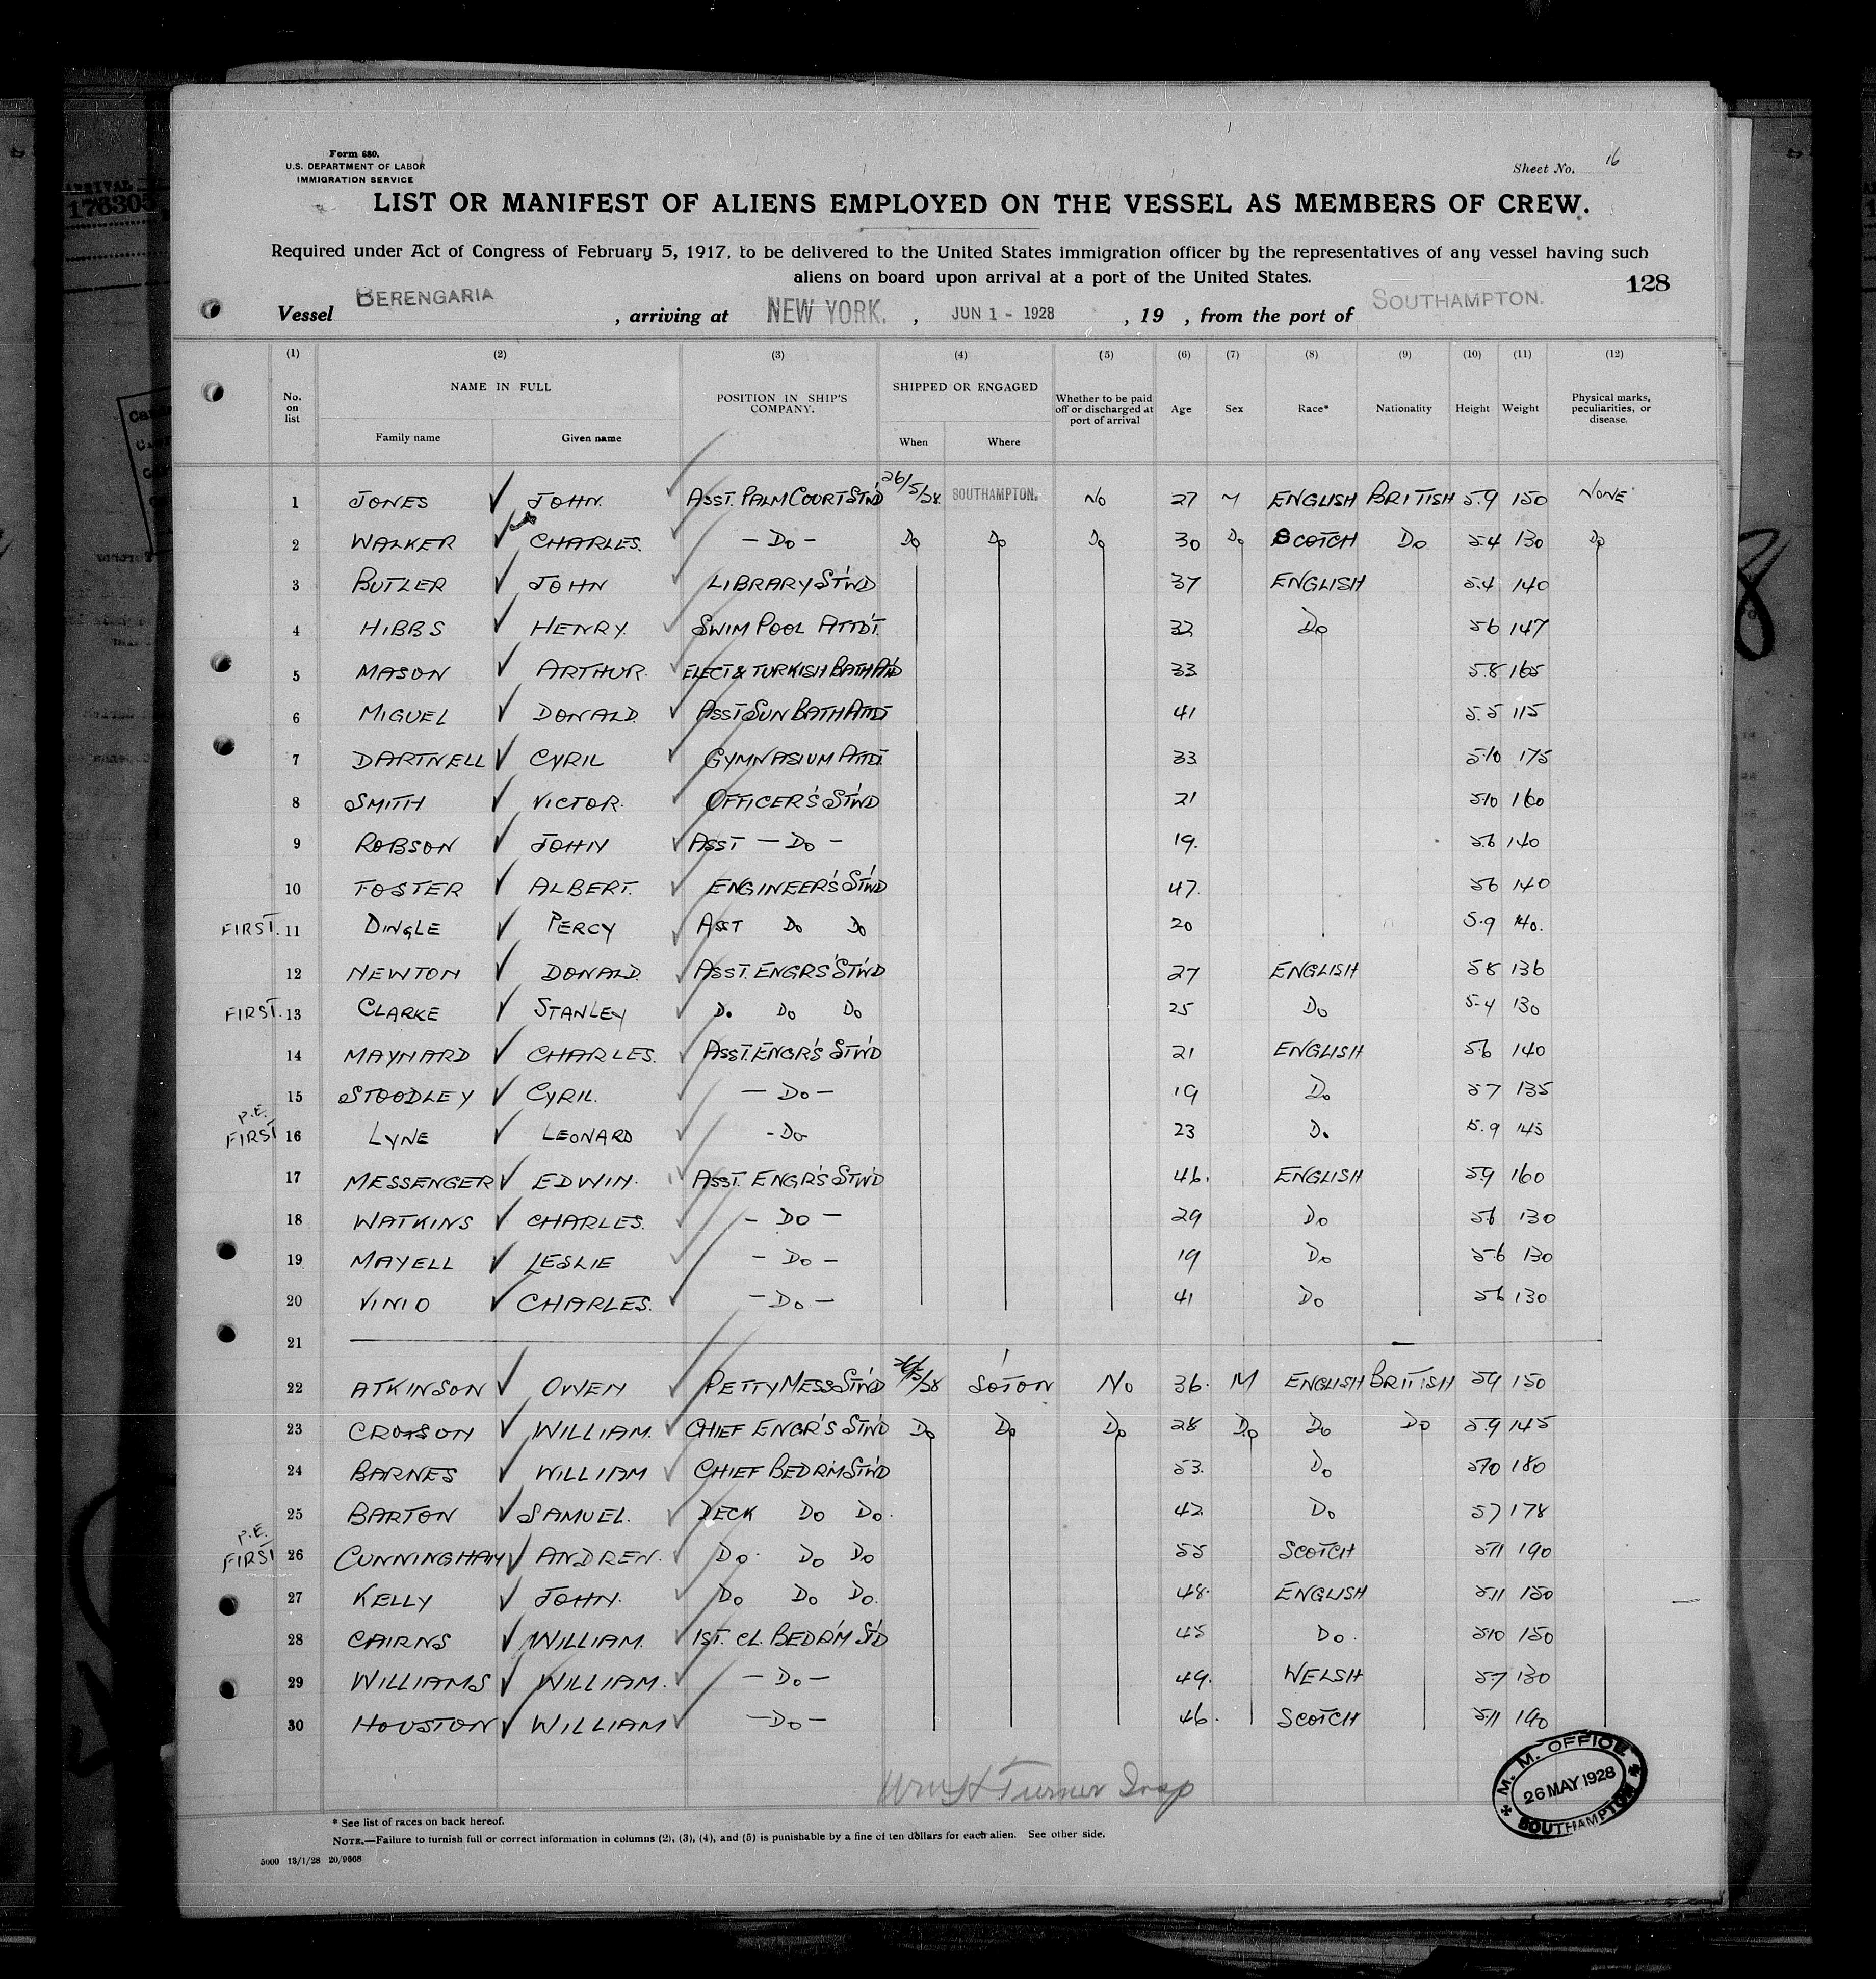 Form 680.
U.S. DEPARTMENT OF LABOR
IMMIGRATION SERVICE
Sheet No. 16
LIST OR MANIFEST OF ALIENS EMPLOYED ON THE VESSEL AS MEMBERS OF CREW.
Required under Act of Congress of February 5, 1917, to be delivered to the United States immigration officer by the representatives of any vessel having such
aliens on board upon arrival at a port of the United States.
128
Vessel BERENGARIA, arriving at NEW YORK., JUN 1 - 1928, 19 , from the port of SOUTHAMPTON.
(1) (2) (3) (4) (5) (6) (7) (8) (9) (10) (11) (12)
No. on list NAME IN FULL POSITION IN SHIP'S COMPANY. SHIPPED OR ENGAGED Whether to be paid off or discharged at port of arrival Age Sex Race* Nationality Height Weight Physical marks, peculiarities, or disease.
Family name Given name When Where
1 JONES ✓ JOHN. ASST. PALM COURT STWD 26/5/28 SOUTHAMPTON. NO 27 M ENGLISH BRITISH 5.9 150 NONE
2 WALKER ✓ CHARLES. - DO - DO DO DO 30 DO SCOTCH DO 5.4 130 DO
3 BUTLER ✓ JOHN LIBRARY STWD 37 ENGLISH 5.4 140
4 HIBBS ✓ HENRY. SWIM POOL ATTD'T. 32 DO 5 6 147
5 MASON ✓ ARTHUR. ELECT & TURKISH BATH ATD 33 5.8 165
6 MIGUEL ✓ DONALD. ASST SUN BATH ATTDT 41 5.5 115
7 DARTNELL ✓ CYRIL GYMNASIUM ATTDT 33 5.10 175
8 SMITH ✓ VICTOR. OFFICER'S STWD 21 5.10 160
9 ROBSON ✓ JOHN ASST - DO - 19. 5.6 140
10 FOSTER ✓ ALBERT. ENGINEER'S STWD 47. 5 6 140
FIRST. 11 DINGLE ✓ PERCY ASST DO DO 20 5.9 140.
12 NEWTON ✓ DONALD. ASST. ENGRS' STWD 27 ENGLISH 5 8 136
FIRST. 13 CLARKE ✓ STANLEY DO DO DO 25 DO 5-4 130
14 MAYNARD ✓ CHARLES. ASST. ENGR'S STWD 21 ENGLISH 5.6 140
15 STOODLEY ✓ CYRIL. - DO - 19 DO 5 7 135
P.E.
FIRST 16 LYNE ✓ LEONARD - DO 23 DO 5.9 145
17 MESSENGER ✓ EDWIN. ASST. ENGR'S STWD 46. ENGLISH 5.9 160
18 WATKINS ✓ CHARLES. - DO - 29 DO 5.6 130
19 MAYELL ✓ LESLIE - DO - 19 DO 5-6 130
20 VINIO ✓ CHARLES. - DO - 41 DO 5 6 130
21
22 ATKINSON ✓ OWEN PETTY MESS STWD 26/5/28 S'OTON NO 36. M ENGLISH BRITISH 5 9 150
23 CROSSON ✓ WILLIAM. CHIEF ENGR'S STWD DO DO DO 28 DO DO DO 5.9 145
24 BARNES ✓ WILLIAM CHIEF BED R'M STWD 53. DO 5 10 180
25 BARTON ✓ SAMUEL. DECK DO DO. 42 DO 5 7 178
P.E.
FIRST 26 CUNNINGHAM ✓ ANDREW. DO. DO DO 55 SCOTCH 5.11 190
27 KELLY ✓ JOHN. DO DO DO. 48. ENGLISH 5.11 150
28 CAIRNS ✓ WILLIAM. 1ST. CL. BED R'M S'D 45 DO. 5.10 150
29 WILLIAMS ✓ WILLIAM. - DO - 49. WELSH 5.7 130
30 HOUSTON ✓ WILLIAM - DO - 46. SCOTCH 5.11 190
Wm H Turner Insp
M. M. OFFICE
26 MAY 1928
SOUTHAMPTON
* See list of races on back hereof.
NOTE.—Failure to furnish full or correct information in columns (2), (3), (4), and (5) is punishable by a fine of ten dollars for each alien. See other side.
5000 13/1/28 20/9668